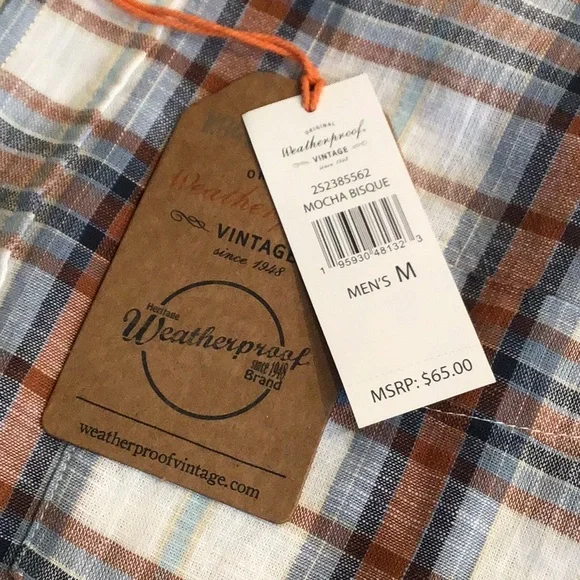 Weather
VINTAGE
since 1948
Heritage
Weatherproof
since 1948
Brand
weatherproofvintage.com
ORIGINAL
Weatherproof
VINTAGE
since 1948
2S2385562
MOCHA BISQUE
1 95930 48132 3
MEN'S M
MSRP: $65.00